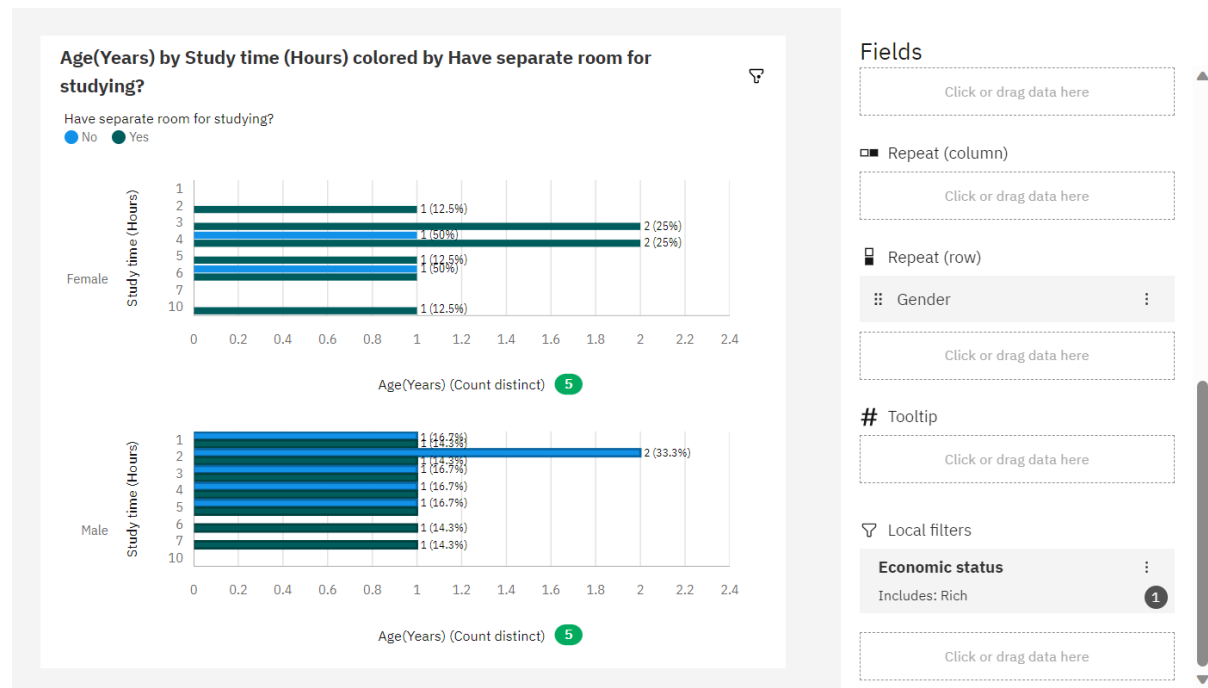 Age(Years) by Study time (Hours) colored by Have separate room for
studying?
Have separate room for studying?
No Yes
Female
Study time (Hours)
1
2
3
4
5
6
7
10
1 (12.5%)
2 (25%)
1 (50%)
2 (25%)
1 (12.5%)
1 (50%)
1 (12.5%)
0 0.2 0.4 0.6 0.8 1 1.2 1.4 1.6 1.8 2 2.2 2.4
Age(Years) (Count distinct) 5
Male
Study time (Hours)
1
2
3
4
5
6
7
10
1 (16.7%)
1 (14.3%)
2 (33.3%)
1 (14.3%)
1 (16.7%)
1 (16.7%)
1 (16.7%)
1 (14.3%)
1 (14.3%)
0 0.2 0.4 0.6 0.8 1 1.2 1.4 1.6 1.8 2 2.2 2.4
Age(Years) (Count distinct) 5
Fields
Click or drag data here
Repeat (column)
Click or drag data here
Repeat (row)
Gender
Click or drag data here
Tooltip
Click or drag data here
Local filters
Economic status
Includes: Rich
1
Click or drag data here